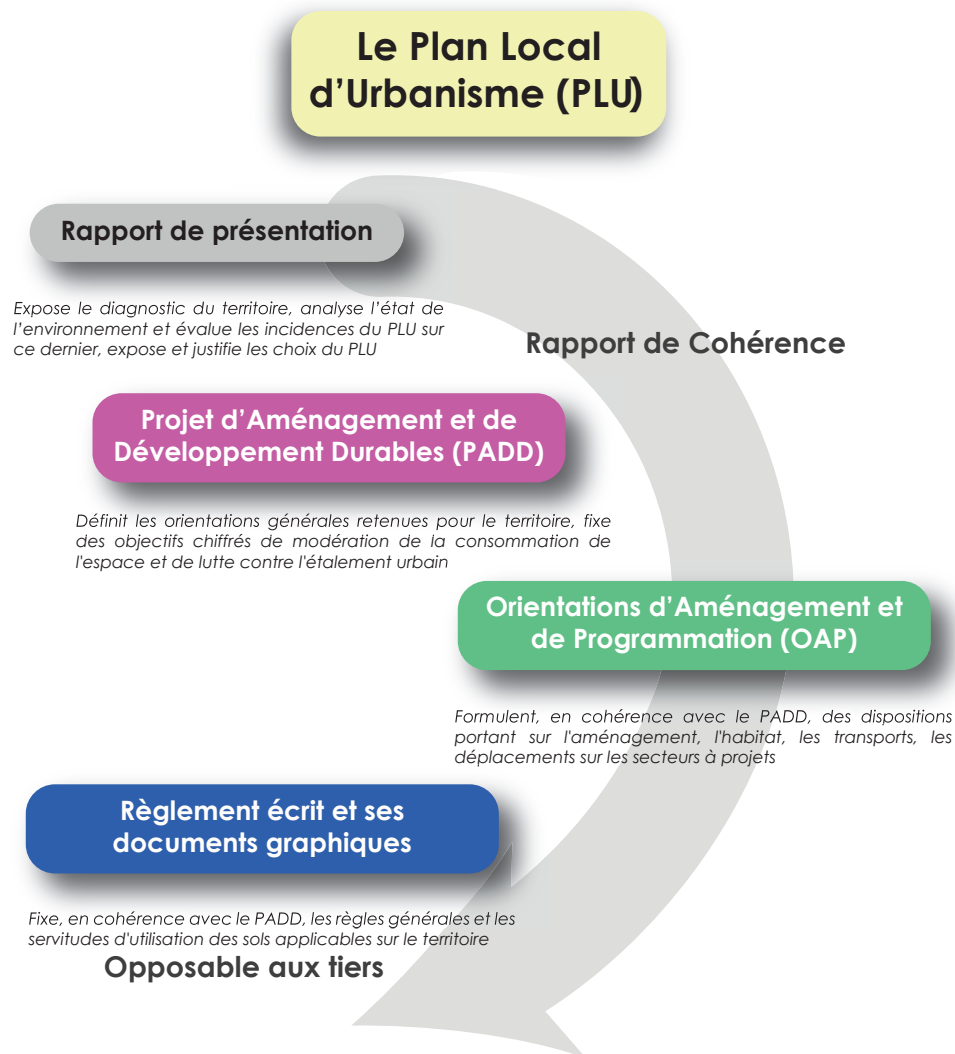 Le Plan Local
d’Urbanisme (PLU)
Rapport de présentation
Expose le diagnostic du territoire, analyse l’état de
l’environnement et évalue les incidences du PLU sur
ce dernier, expose et justifie les choix du PLU
Rapport de Cohérence
Projet d’Aménagement et de
Développement Durables (PADD)
Définit les orientations générales retenues pour le territoire, fixe
des objectifs chiffrés de modération de la consommation de
l'espace et de lutte contre l'étalement urbain
Orientations d’Aménagement et
de Programmation (OAP)
Formulent, en cohérence avec le PADD, des dispositions
portant sur l'aménagement, l'habitat, les transports, les
déplacements sur les secteurs à projets
Règlement écrit et ses
documents graphiques
Fixe, en cohérence avec le PADD, les règles générales et les
servitudes d'utilisation des sols applicables sur le territoire
Opposable aux tiers